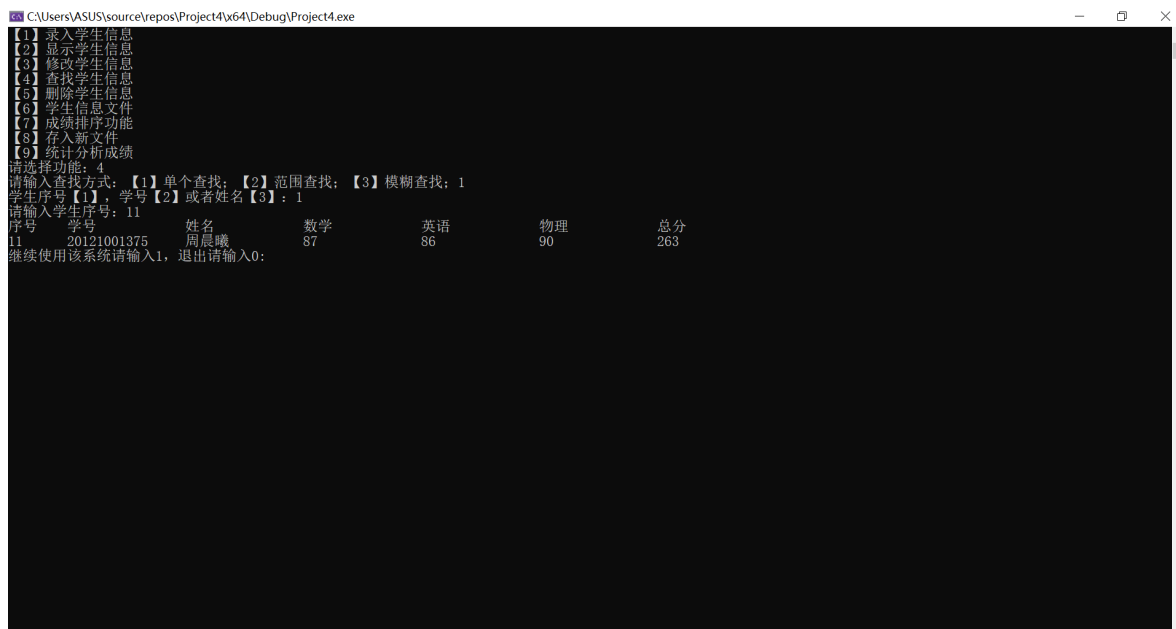 C:\Users\ASUS\source\repos\Project4\x64\Debug\Project4.exe
【1】录入学生信息
【2】显示学生信息
【3】修改学生信息
【4】查找学生信息
【5】删除学生信息
【6】学生信息文件
【7】成绩排序功能
【8】存入新文件
【9】统计分析成绩
请选择功能: 4
请输入查找方式: 【1】单个查找; 【2】范围查找; 【3】模糊查找; 1
学生序号【1】, 学号【2】或者姓名【3】: 1
请输入学生序号: 11
序号 学号 姓名 数学 英语 物理 总分
11 20121001375 周晨曦 87 86 90 263
继续使用该系统请输入1, 退出请输入0: